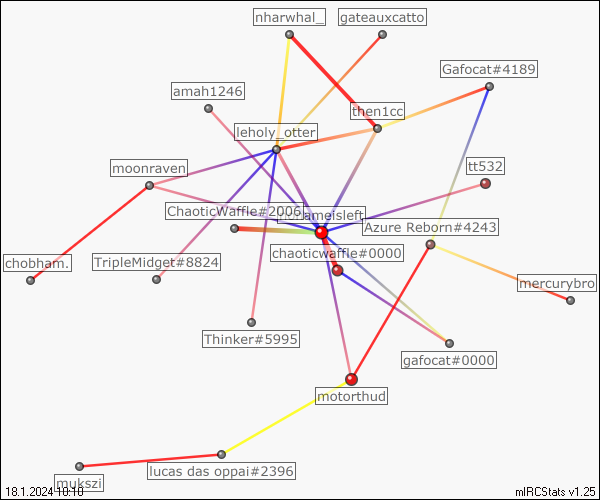 nharwhal_
gateauxcatto
Gafocat#4189
amah1246
then1cc
leholy_otter
moonraven
tt532
ChaoticWaffle#2006
Azure Reborn#4243
chaoticwaffle#0000
chobham.
TripleMidget#8824
mercurybro
Thinker#5995
gafocat#0000
motorthud
lucas das oppai#2396
mukszi
18.1.2024 10:10
mIRCStats v1.25